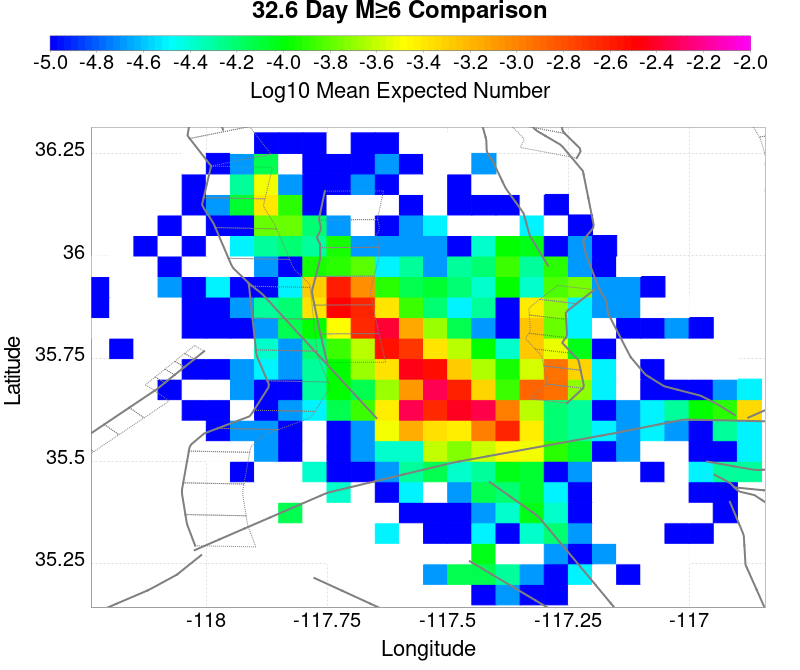 32.6 Day M≥6 Comparison
-5.0 -4.8 -4.6 -4.4 -4.2 -4.0 -3.8 -3.6 -3.4 -3.2 -3.0 -2.8 -2.6 -2.4 -2.2 -2.0
Log10 Mean Expected Number
36.25
36
35.75
35.5
35.25
Latitude
-118 -117.75 -117.5 -117.25 -117
Longitude